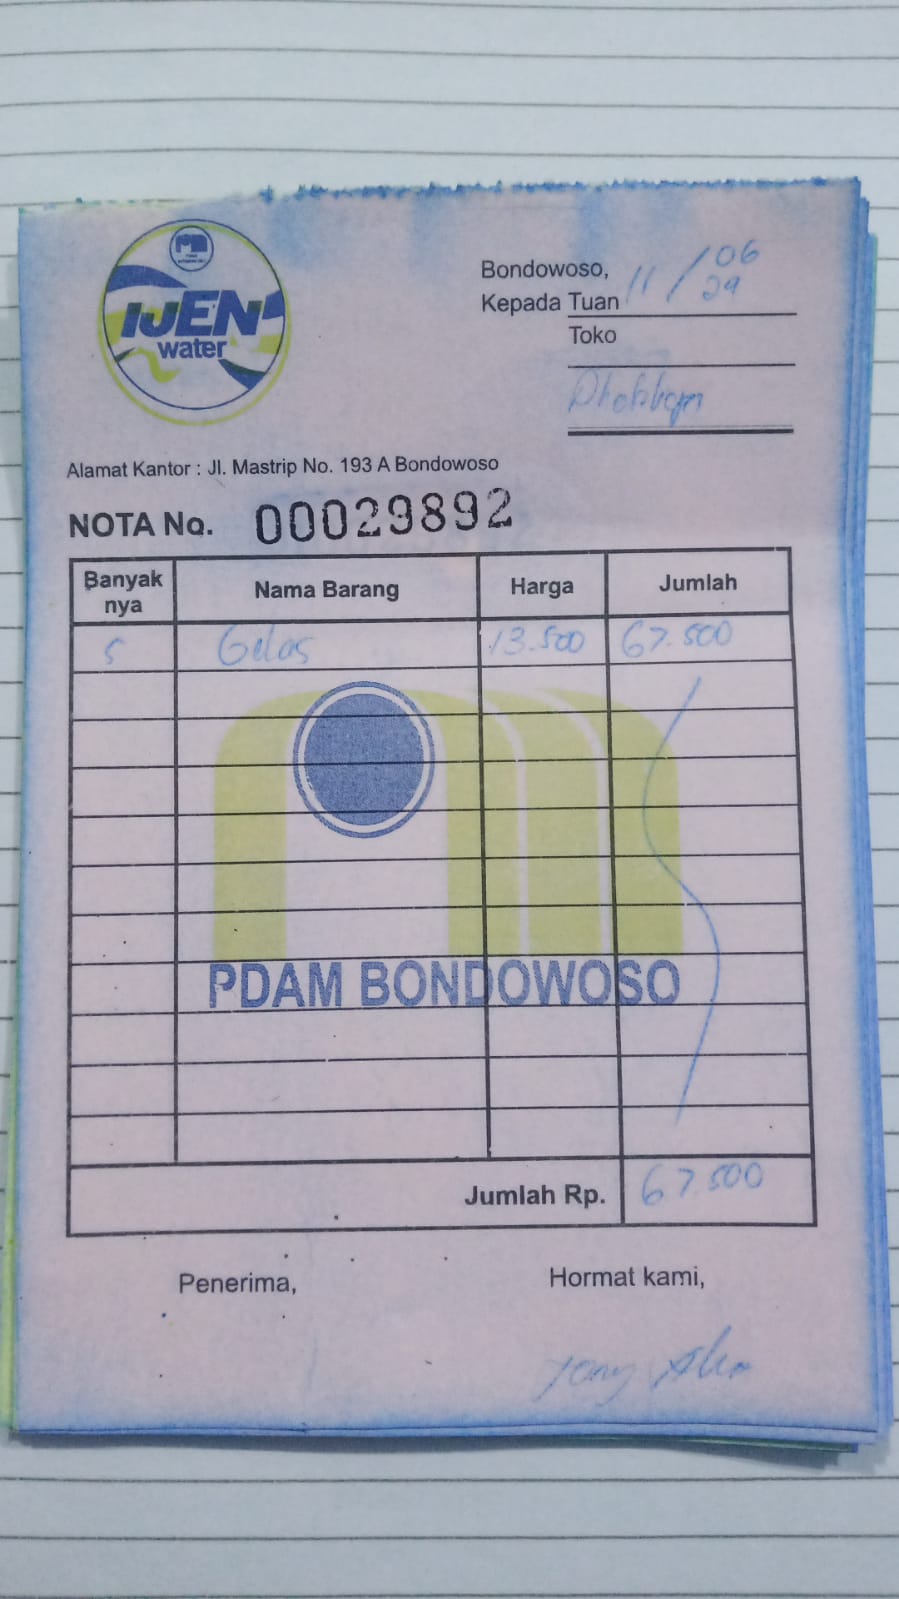 IJEN
water
Bondowoso, 11 / 06
Kepada Tuan 24
Toko
Alamat Kantor : Jl. Mastrip No. 193 A Bondowoso
NOTA No. 00029892
Banyak nya Nama Barang Harga Jumlah
5 Gelas 13.500 67.500
PDAM BONDOWOSO
Jumlah Rp. 67.500
Penerima, Hormat kami,
Tony